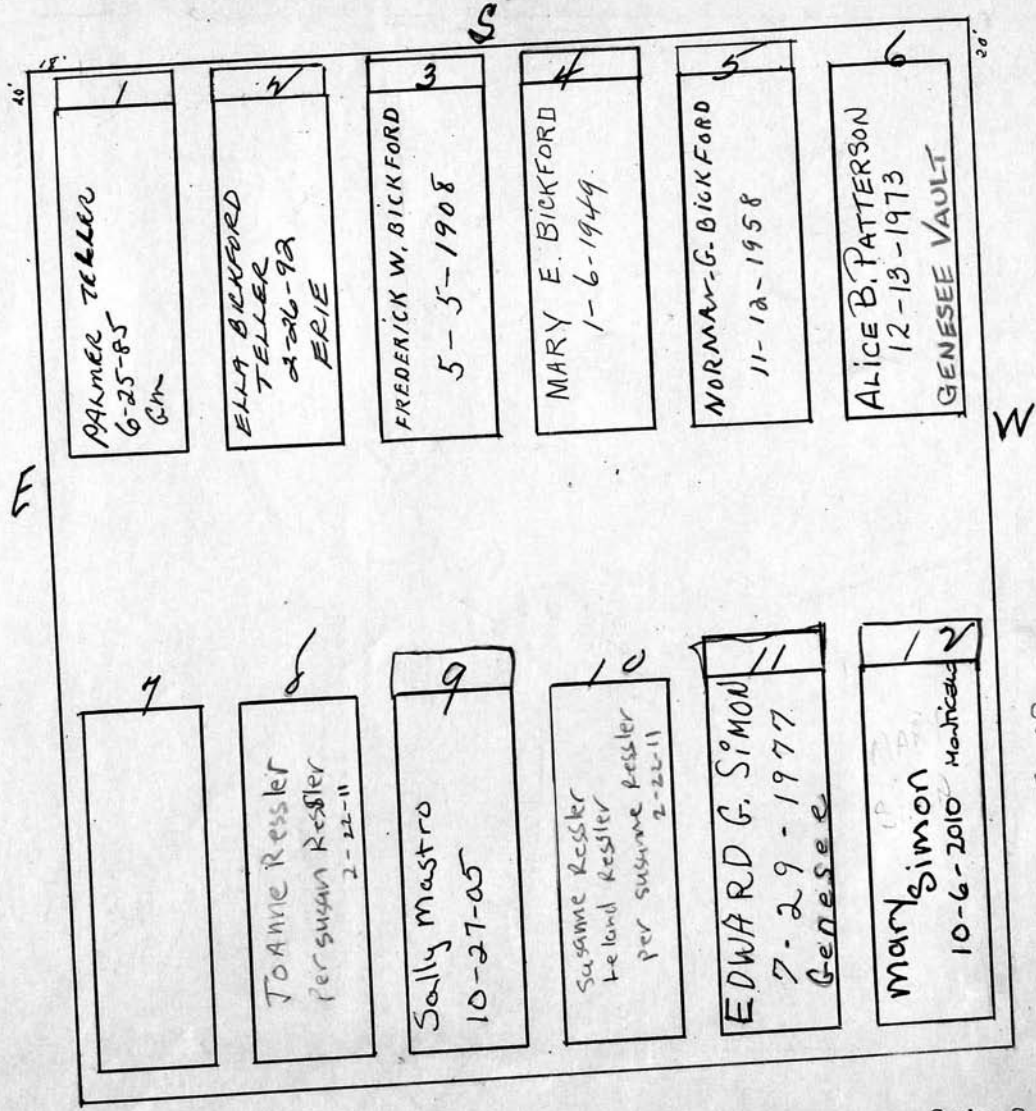 S
E
W
20'
18'
20'
1
PALMER TELLER
6-25-85
Gm
2
ELLA BICKFORD
TELLER
2-26-92
ERIE
3
FREDERICK W. BICKFORD
5-5-1908
4
MARY E. BICKFORD
1-6-1949
5
NORMAN G. BICKFORD
11-12-1958
6
ALICE B. PATTERSON
12-13-1973
GENESEE VAULT
7
8
JOANNE Ressler
Per susan Ressler
2-22-11
9
Sally Mastro
10-27-05
10
Susanne Ressler
Leland Ressler
per susanne Ressler
2-22-11
11
EDWARD G. SIMON
7-29-1977
Genesee
12
Mary Simon
10-6-2010